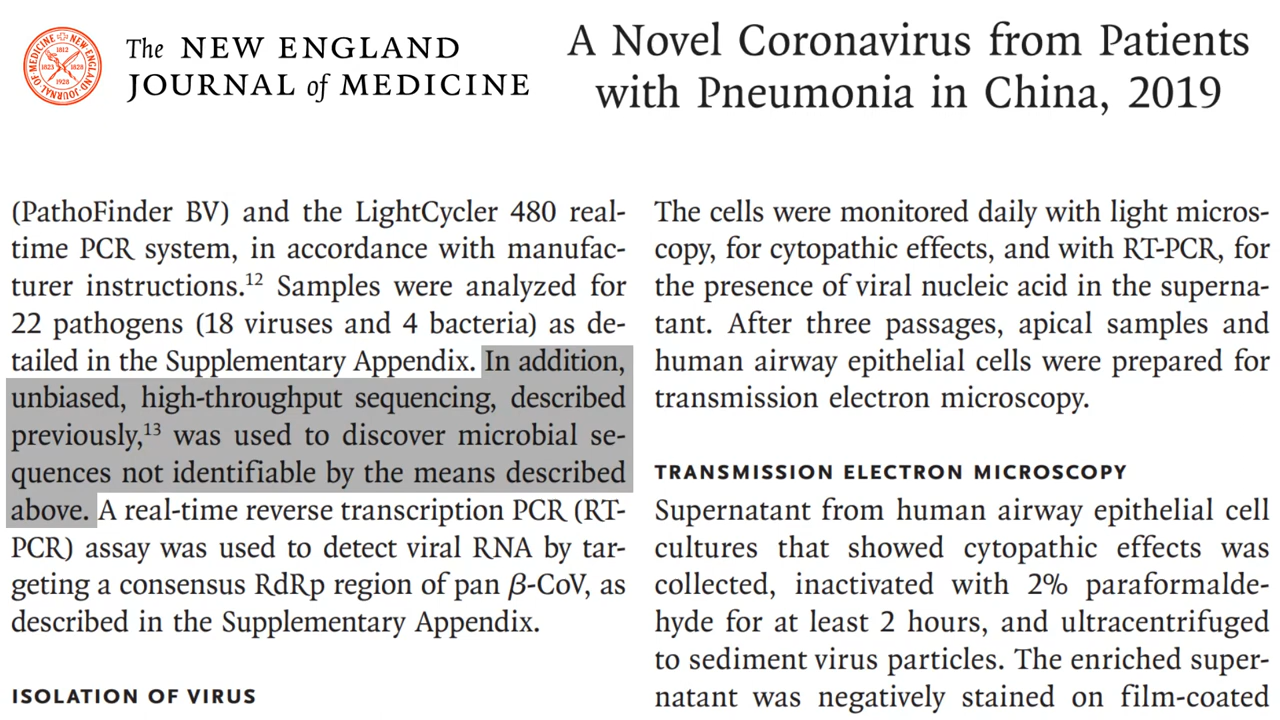 The NEW ENGLAND
JOURNAL of MEDICINE
A Novel Coronavirus from Patients
with Pneumonia in China, 2019
(PathoFinder BV) and the LightCycler 480 real-
time PCR system, in accordance with manufac-
turer instructions.12 Samples were analyzed for
22 pathogens (18 viruses and 4 bacteria) as de-
tailed in the Supplementary Appendix. In addition,
unbiased, high-throughput sequencing, described
previously,13 was used to discover microbial se-
quences not identifiable by the means described
above. A real-time reverse transcription PCR (RT-
PCR) assay was used to detect viral RNA by tar-
geting a consensus RdRp region of pan β-CoV, as
described in the Supplementary Appendix.
ISOLATION OF VIRUS
The cells were monitored daily with light micros-
copy, for cytopathic effects, and with RT-PCR, for
the presence of viral nucleic acid in the superna-
tant. After three passages, apical samples and
human airway epithelial cells were prepared for
transmission electron microscopy.
TRANSMISSION ELECTRON MICROSCOPY
Supernatant from human airway epithelial cell
cultures that showed cytopathic effects was
collected, inactivated with 2% paraformalde-
hyde for at least 2 hours, and ultracentrifuged
to sediment virus particles. The enriched super-
natant was negatively stained on film-coated